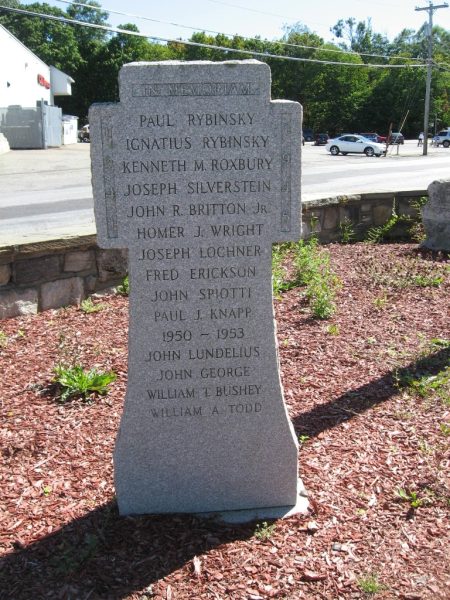 IN MEMORIAM
PAUL RYBINSKY
IGNATIUS RYBINSKY
KENNETH M. ROXBURY
JOSEPH SILVERSTEIN
JOHN R. BRITTON JR.
HOMER J. WRIGHT
JOSEPH LOCHNER
FRED ERICKSON
JOHN SPIOTTI
PAUL J. KNAPP
1950 – 1953
JOHN LUNDELIUS
JOHN GEORGE
WILLIAM T. BUSHEY
WILLIAM A. TODD